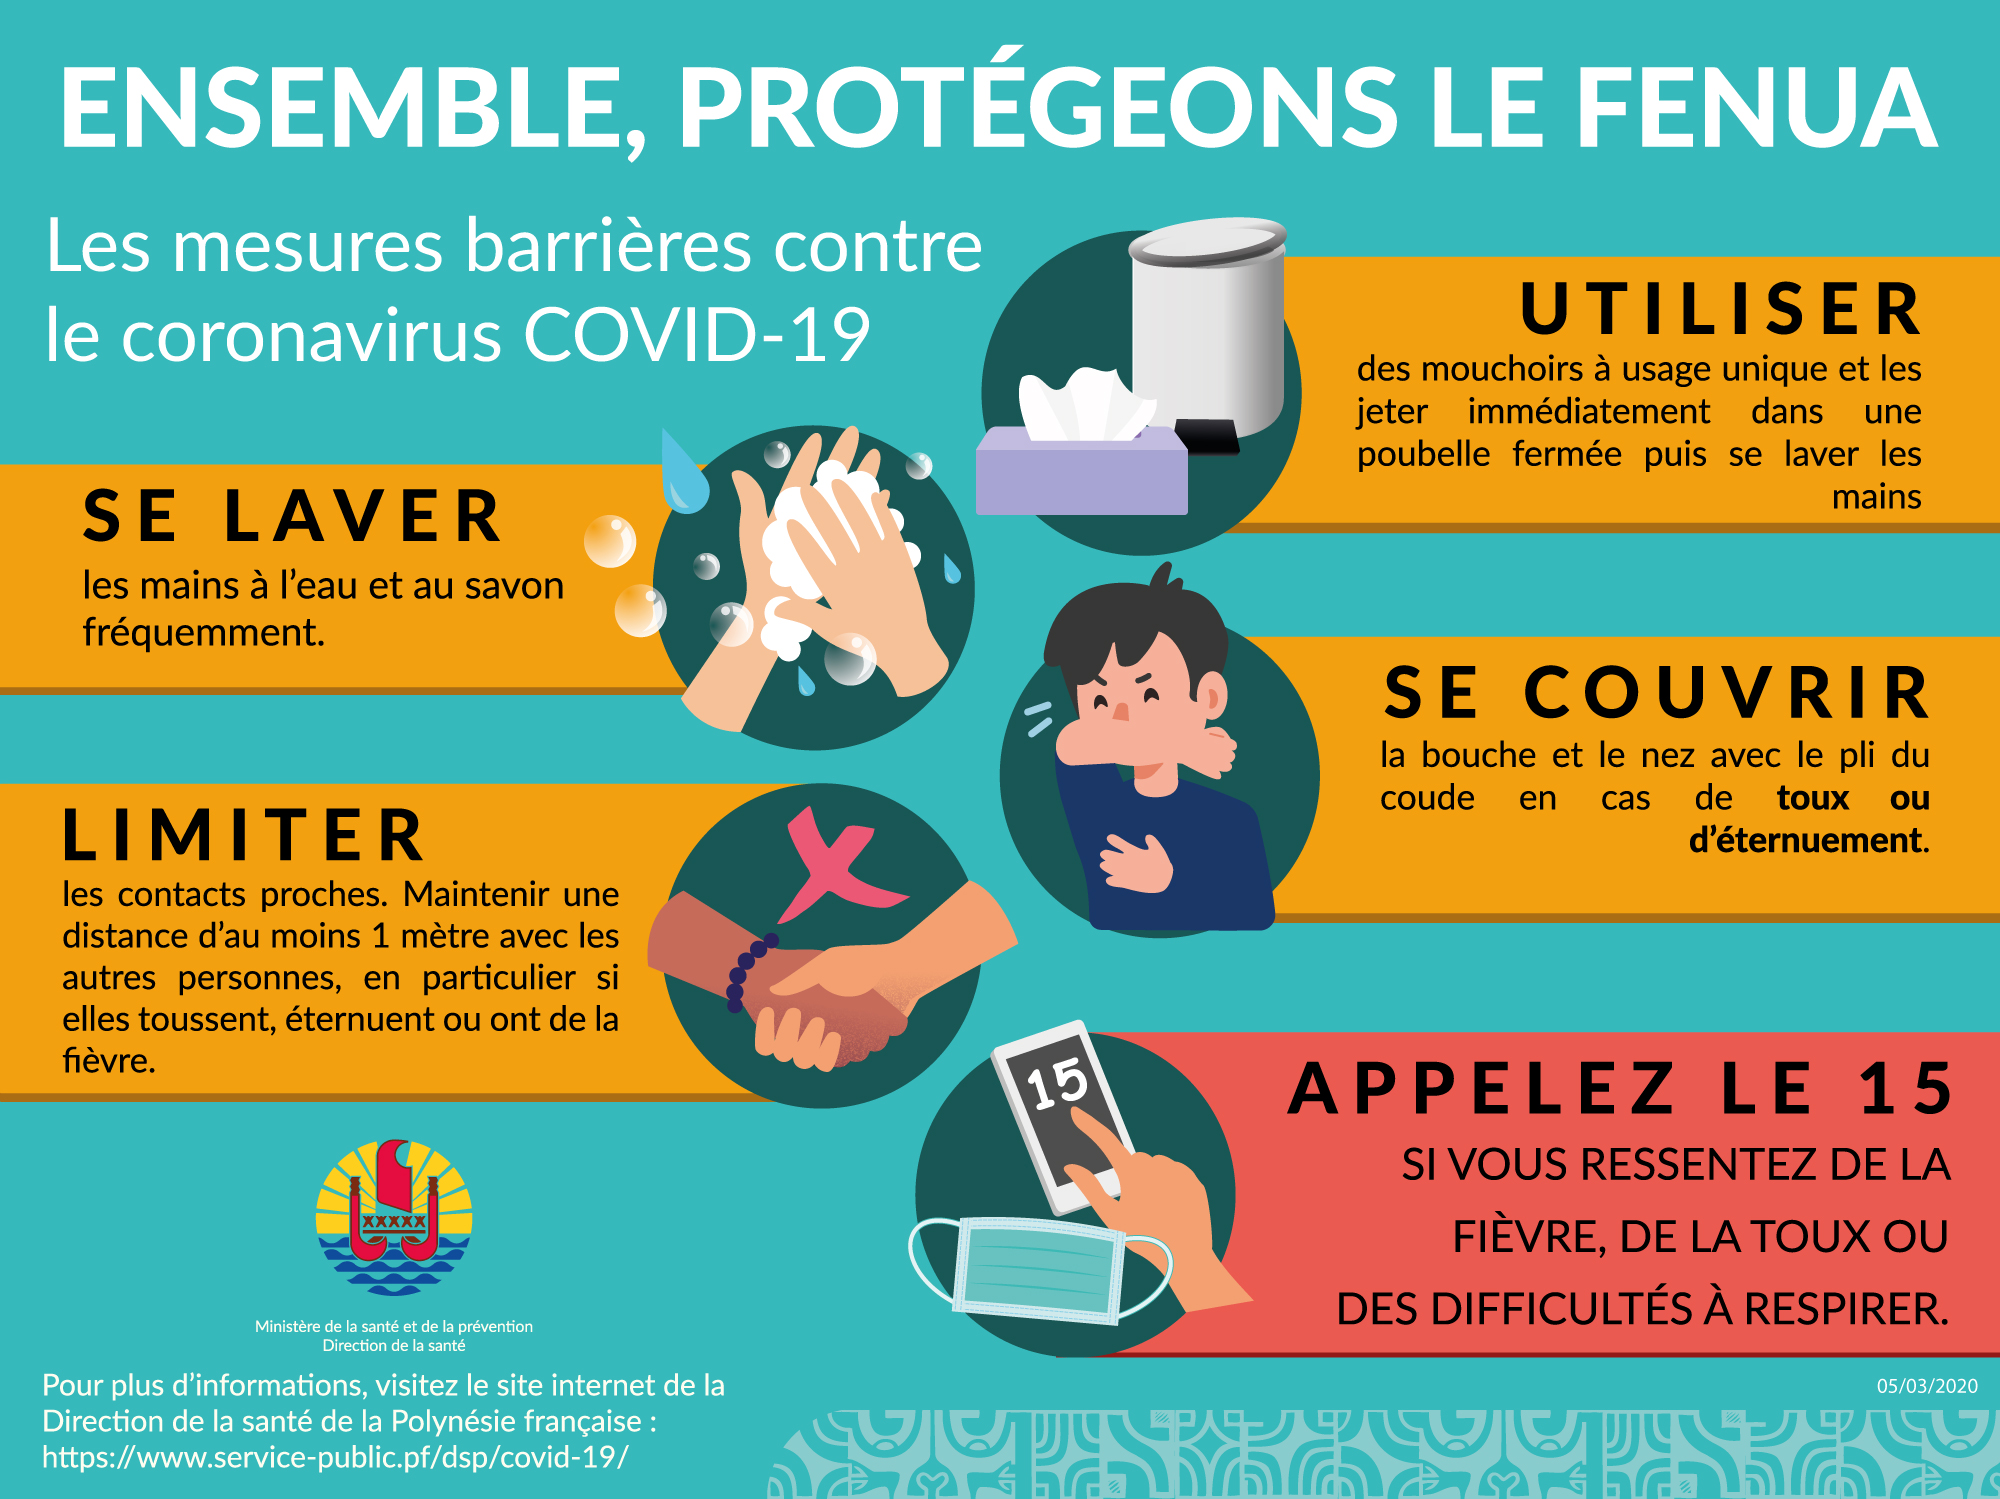 ENSEMBLE, PROTÉGEONS LE FENUA
Les mesures barrières contre
le coronavirus COVID-19
UTILISER
des mouchoirs à usage unique et les
jeter immédiatement dans une
poubelle fermée puis se laver les
mains
SE LAVER
les mains à l'eau et au savon
fréquemment.
SE COUVRIR
la bouche et le nez avec le pli du
coude en cas de toux ou
d'éternuement.
LIMITER
les contacts proches. Maintenir une
distance d'au moins 1 mètre avec les
autres personnes, en particulier si
elles toussent, éternuent ou ont de la
fièvre.
15
APPELEZ LE 15
SI VOUS RESSENTEZ DE LA
FIÈVRE, DE LA TOUX OU
DES DIFFICULTÉS À RESPIRER.
Ministère de la santé et de la prévention
Direction de la santé
Pour plus d'informations, visitez le site internet de la
Direction de la santé de la Polynésie française :
https://www.service-public.pf/dsp/covid-19/
05/03/2020